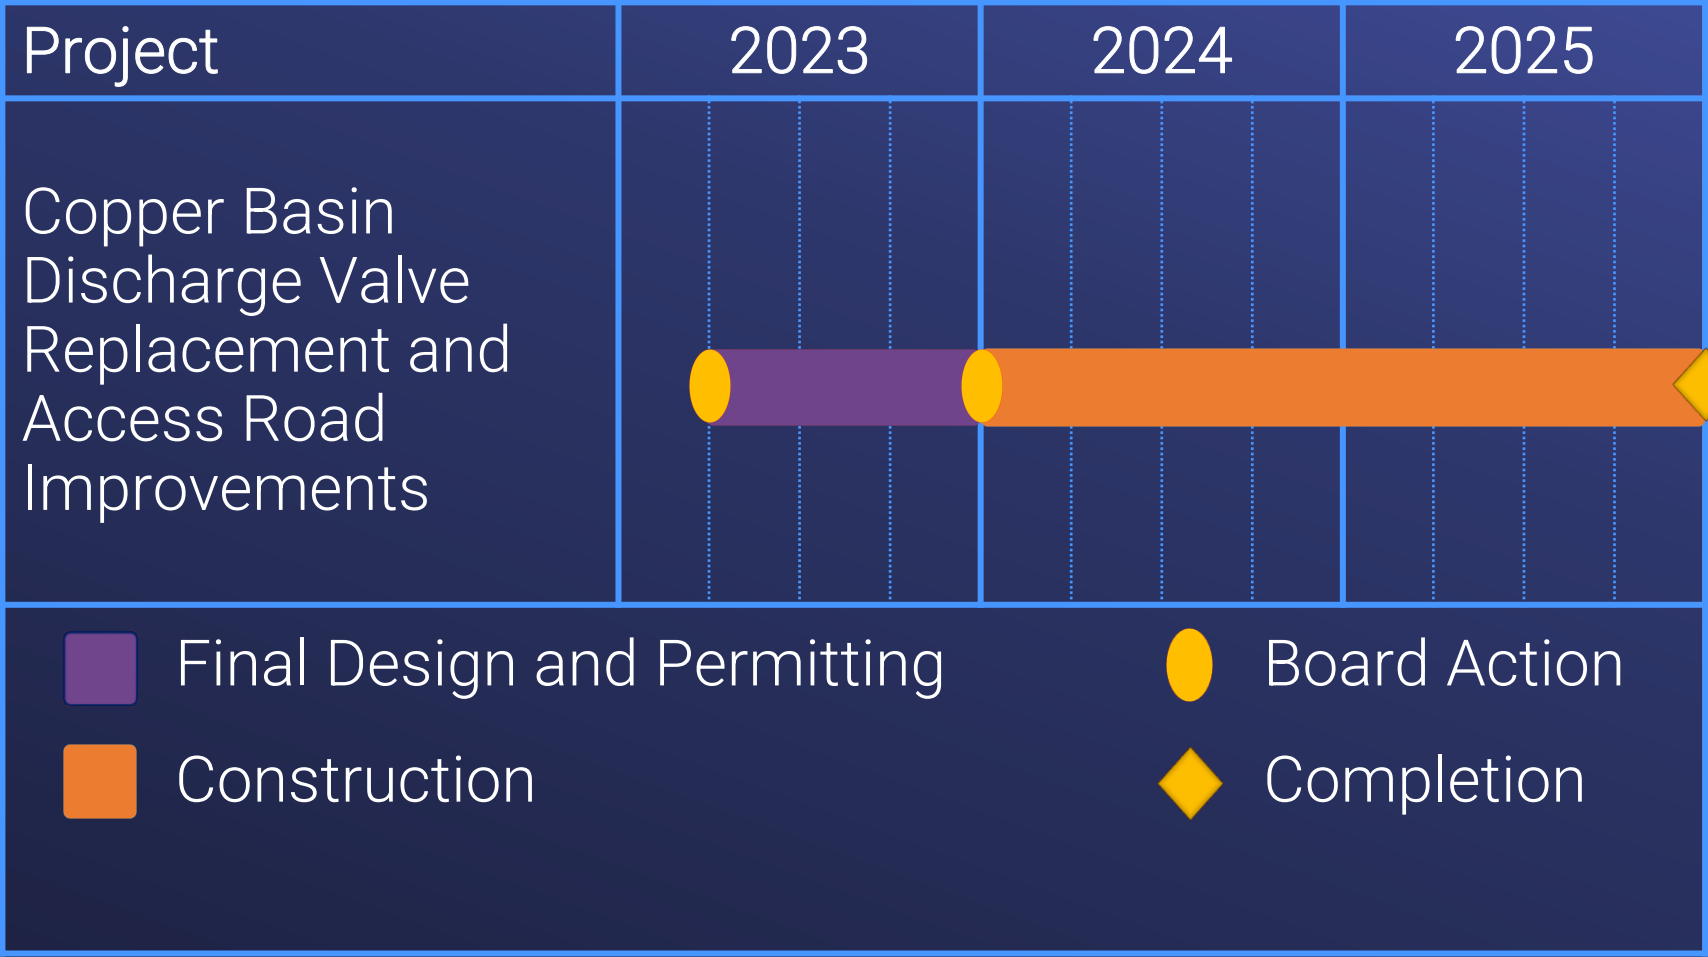 Project
2023
2024
2025
Copper Basin
Discharge Valve
Replacement and
Access Road
Improvements
Final Design and Permitting
Board Action
Construction
Completion